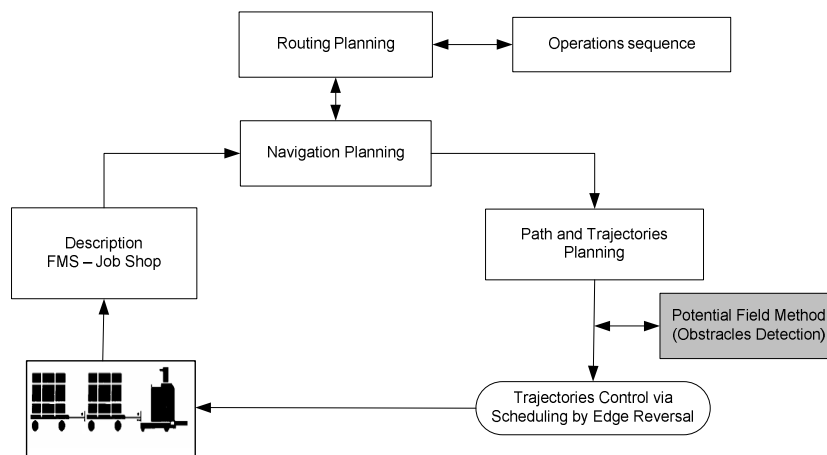 Routing Planning
Operations sequence
Navigation Planning
Description
FMS – Job Shop
Path and Trajectories
Planning
Potential Field Method
(Obstracles Detection)
Trajectories Control via
Scheduling by Edge Reversal